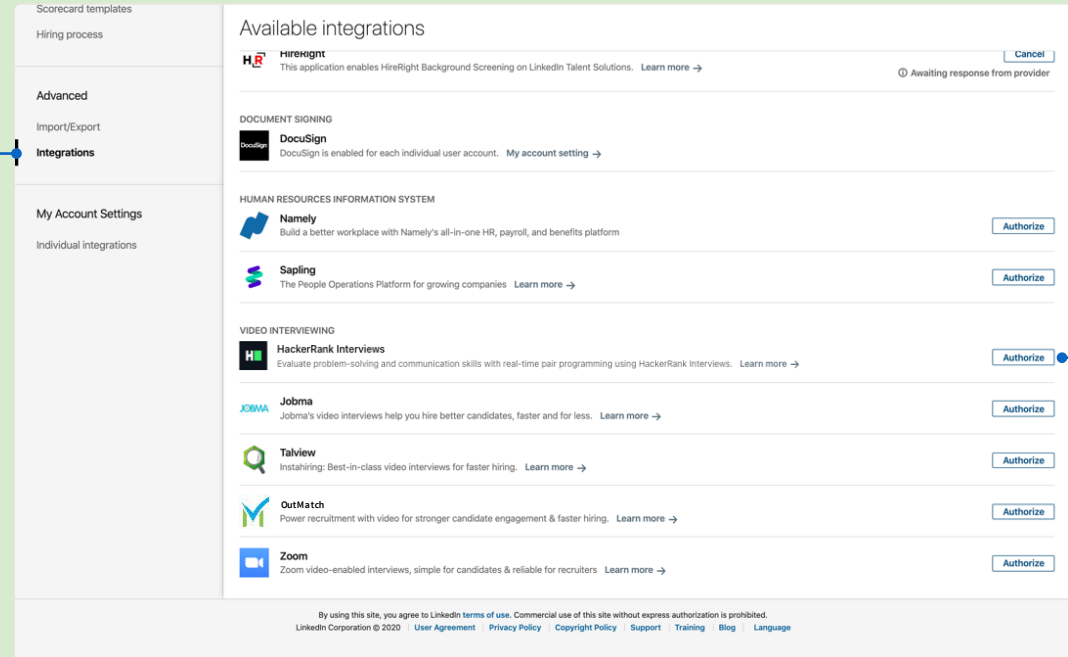 Scorecard templates
Hiring process
Advanced
Import/Export
Integrations
My Account Settings
Individual integrations
Available integrations
HR
HireRight
This application enables HireRight Background Screening on LinkedIn Talent Solutions. Learn more →
Cancel
Awaiting response from provider
DOCUMENT SIGNING
DocuSign
DocuSign
DocuSign is enabled for each individual user account. My account setting →
HUMAN RESOURCES INFORMATION SYSTEM
Namely
Build a better workplace with Namely's all-in-one HR, payroll, and benefits platform
Authorize
Sapling
The People Operations Platform for growing companies Learn more →
Authorize
VIDEO INTERVIEWING
H
HackerRank Interviews
Evaluate problem-solving and communication skills with real-time pair programming using HackerRank Interviews. Learn more →
Authorize
JOBMA
Jobma
Jobma's video interviews help you hire better candidates, faster and for less. Learn more →
Authorize
Talview
Instahiring: Best-in-class video interviews for faster hiring. Learn more →
Authorize
OutMatch
Power recruitment with video for stronger candidate engagement & faster hiring. Learn more →
Authorize
Zoom
Zoom video-enabled interviews, simple for candidates & reliable for recruiters Learn more →
Authorize
By using this site, you agree to LinkedIn terms of use. Commercial use of this site without express authorization is prohibited.
LinkedIn Corporation © 2020 | User Agreement | Privacy Policy | Copyright Policy | Support | Training | Blog | Language